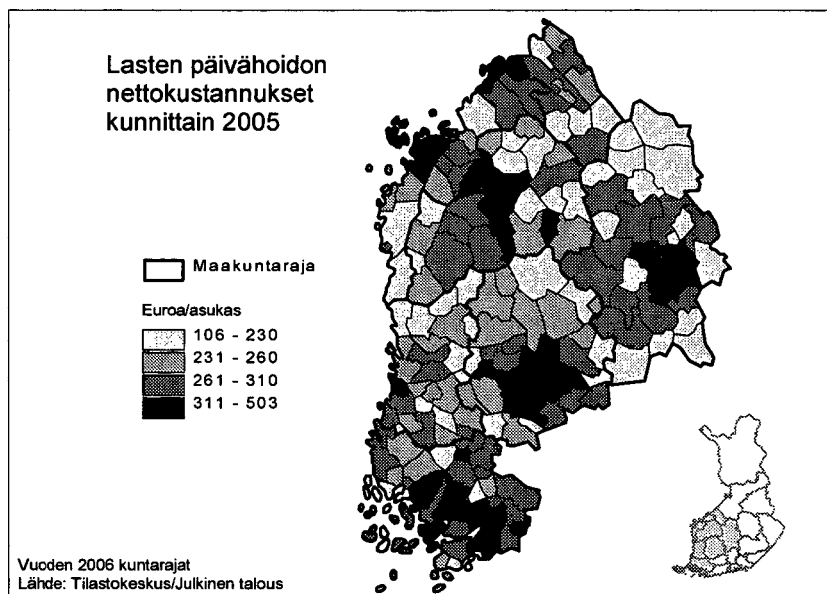 Lasten päivähoidon
nettokustannukset
kunnittain 2005
Maakuntaraja
Euroa/asukas
106 - 230
231 - 260
261 - 310
311 - 503
Vuoden 2006 kuntarajat
Lähde: Tilastokeskus/Julkinen talous